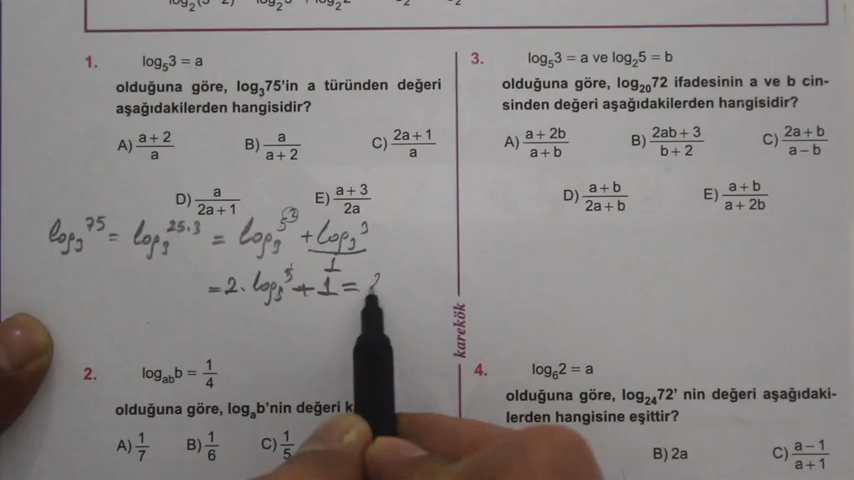 1. log₅3 = a
olduğuna göre, log₃75'in a türünden değeri
aşağıdakilerden hangisidir?
A) (a + 2)/a B) a/(a + 2) C) (2a + 1)/a
D) a/(2a + 1) E) (a + 3)/2a
log₃75 = log₃25.3 = log₃5² + log₃3
1
= 2. log₃5 + 1 =
2. log_ab b = 1/4
olduğuna göre, logₐb'nin değeri
A) 1/7 B) 1/6 C) 1/5
karekök
3. log₅3 = a ve log₂5 = b
olduğuna göre, log₂₀72 ifadesinin a ve b cin-
sinden değeri aşağıdakilerden hangisidir?
A) (a + 2b)/(a + b) B) (2ab + 3)/(b + 2) C) (2a + b)/(a – b)
D) (a + b)/(2a + b) E) (a + b)/(a + 2b)
4. log₆2 = a
olduğuna göre, log₂₄72' nin değeri aşağıdaki-
lerden hangisine eşittir?
B) 2a C) (a – 1)/(a + 1)